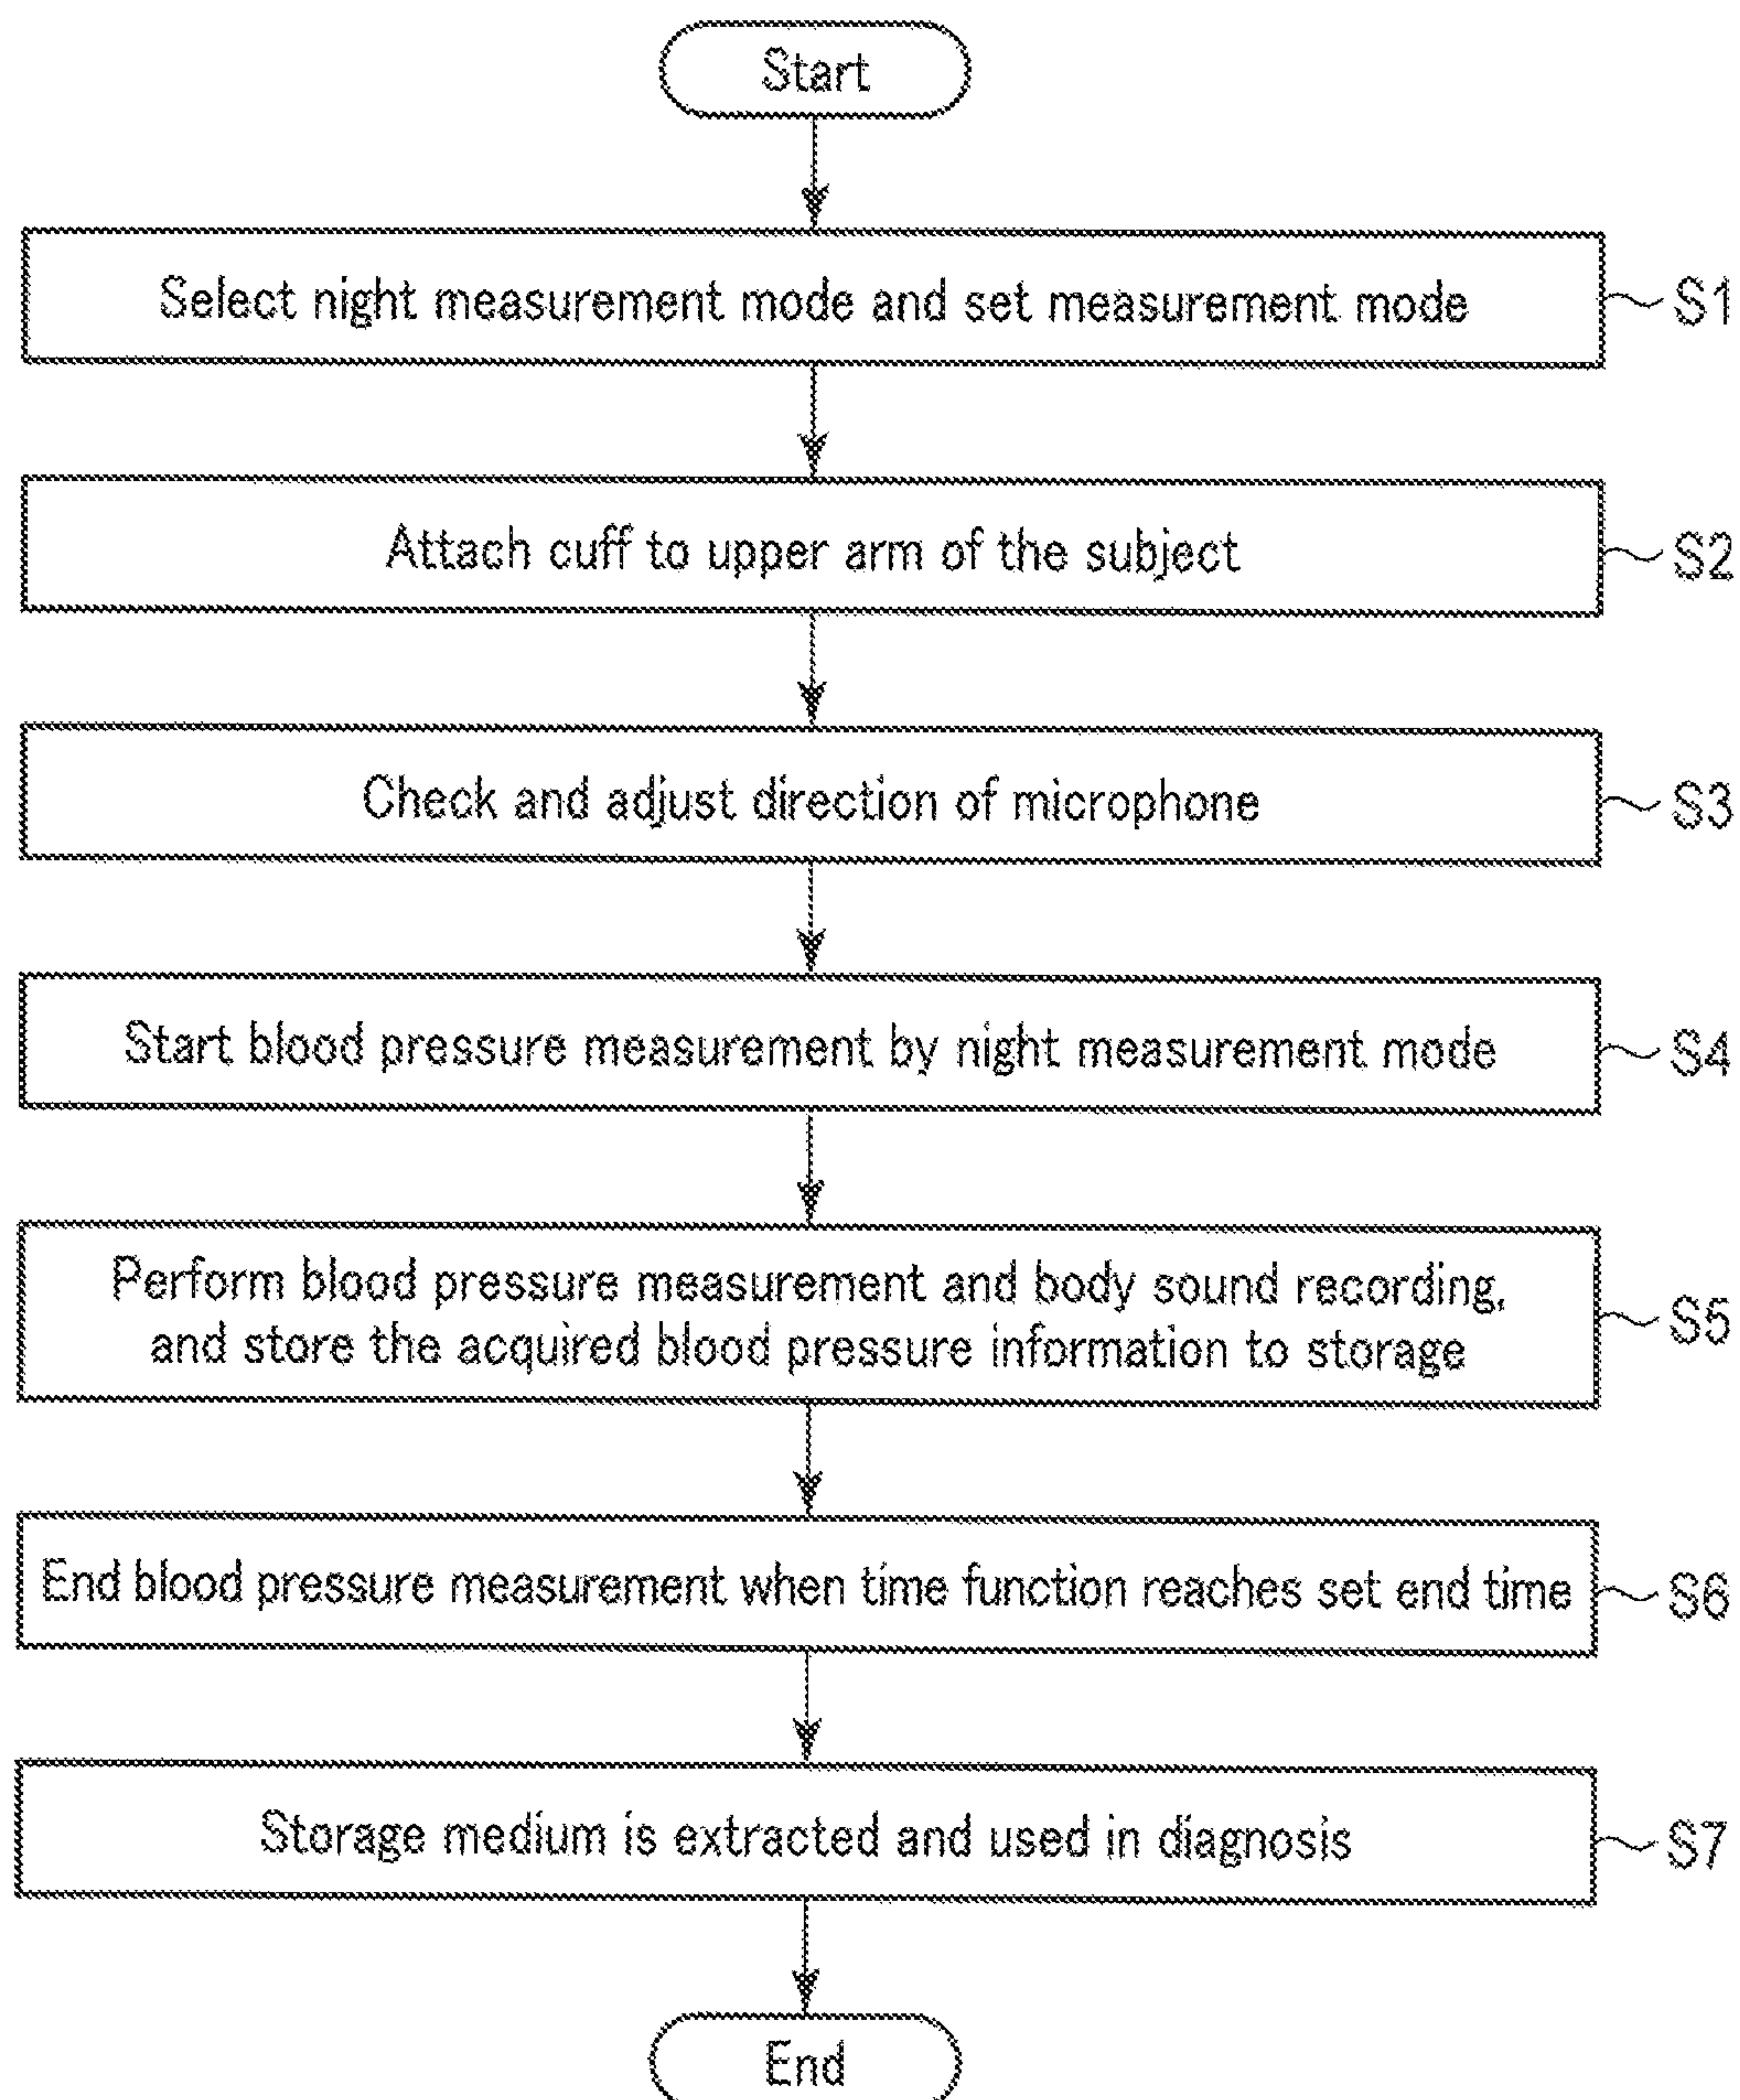 Start
Select night measurement mode and set measurement mode
S1
Attach cuff to upper arm of the subject
S2
Check and adjust direction of microphone
S3
Start blood pressure measurement by night measurement mode
S4
Perform blood pressure measurement and body sound recording,
and store the acquired blood pressure information to storage
S5
End blood pressure measurement when time function reaches set end time
S6
Storage medium is extracted and used in diagnosis
S7
End